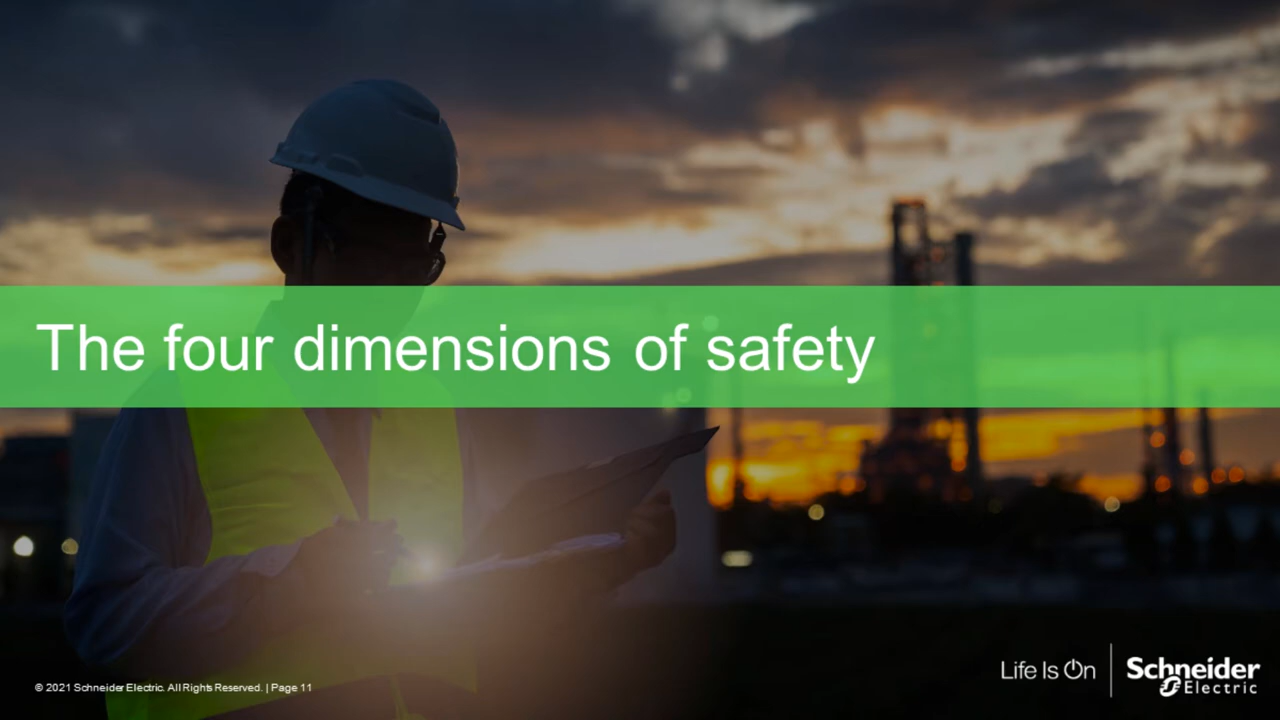 The four dimensions of safety
© 2021 Schneider Electric. All Rights Reserved. | Page 11
Life Is On
Schneider
Electric